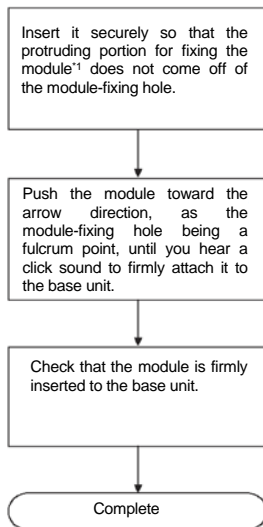 Insert it securely so that the
protruding portion for fixing the
module*1 does not come off of
the module-fixing hole.
Push the module toward the
arrow direction, as the
module-fixing hole being a
fulcrum point, until you hear a
click sound to firmly attach it to
the base unit.
Check that the module is firmly
inserted to the base unit.
Complete